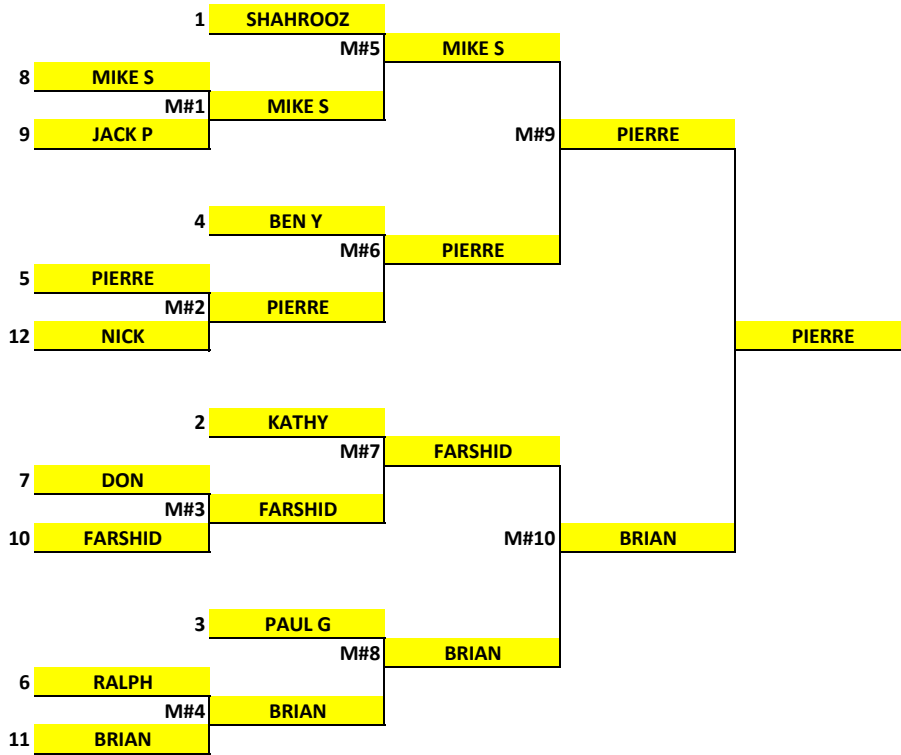 1 SHAHROOZ
M#5 MIKE S
8 MIKE S
M#1 MIKE S
9 JACK P M#9 PIERRE
4 BEN Y
M#6 PIERRE
5 PIERRE
M#2 PIERRE
12 NICK PIERRE
2 KATHY
M#7 FARSHID
7 DON
M#3 FARSHID
10 FARSHID M#10 BRIAN
3 PAUL G
M#8 BRIAN
6 RALPH
M#4 BRIAN
11 BRIAN